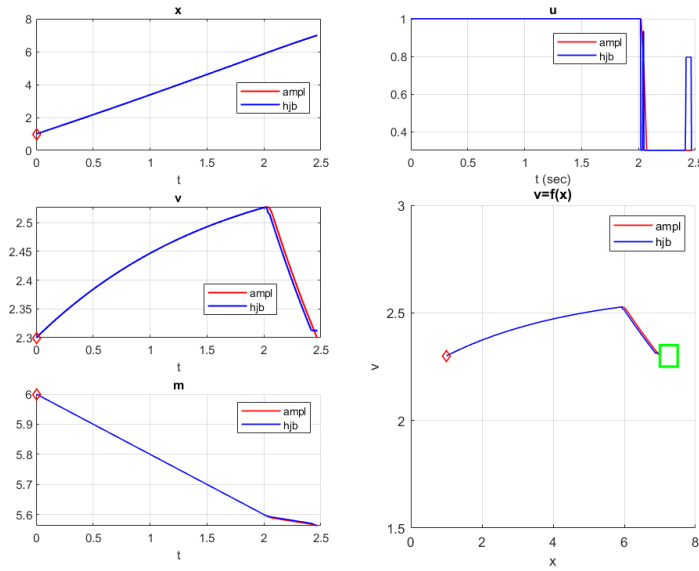 x
8
6
4
2
0
ampl
hjb
0 0.5 1 1.5 2 2.5
t
v
2.5
2.45
2.4
2.35
2.3
ampl
hjb
0 0.5 1 1.5 2 2.5
t
m
6
5.9
5.8
5.7
5.6
ampl
hjb
0 0.5 1 1.5 2 2.5
t
u
1
0.8
0.6
0.4
ampl
hjb
0 0.5 1 1.5 2 2.5
t (sec)
v=f(x)
3
2.5
2
1.5
v
ampl
hjb
0 2 4 6 8
x